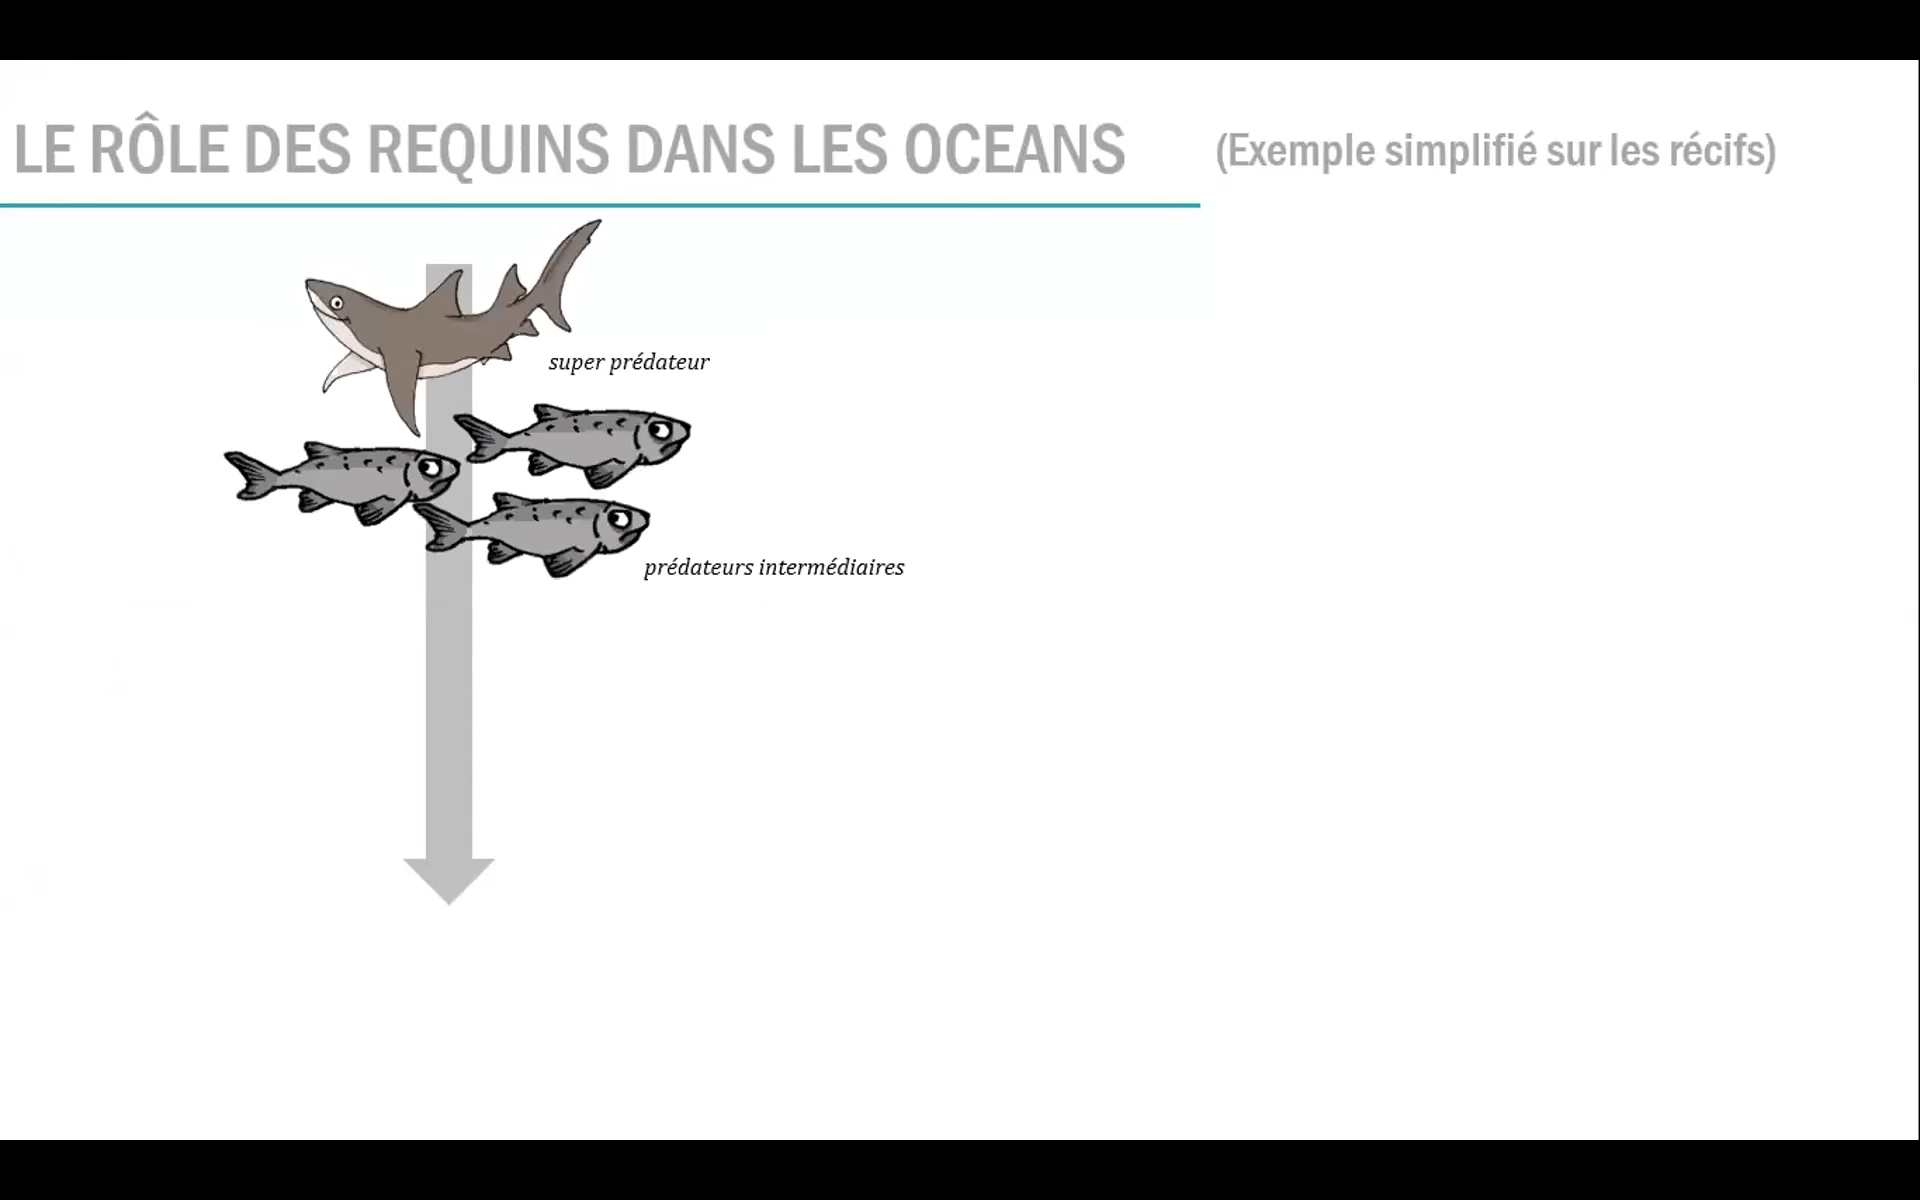 LE RÔLE DES REQUINS DANS LES OCEANS (Exemple simplifié sur les récifs)
super prédateur
prédateurs intermédiaires